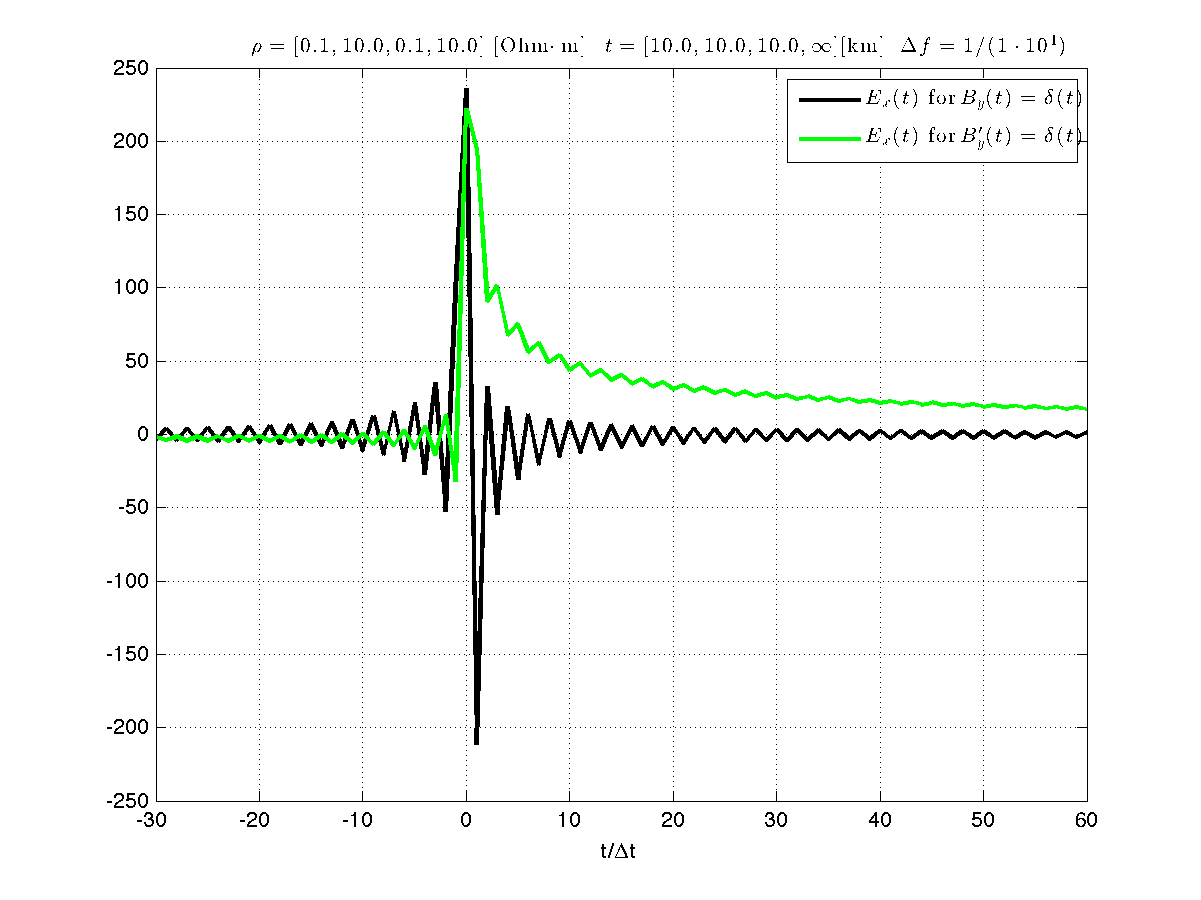 ρ = [0.1, 10.0, 0.1, 10.0] [Ohm· m] t = [10.0, 10.0, 10.0, ∞][km] Δf = 1/(1 · 10¹)
E_x(t) for B_y(t) = δ(t)
E_x(t) for B′_y(t) = δ(t)
250
200
150
100
50
0
-50
-100
-150
-200
-250
-30 -20 -10 0 10 20 30 40 50 60
t/Δt